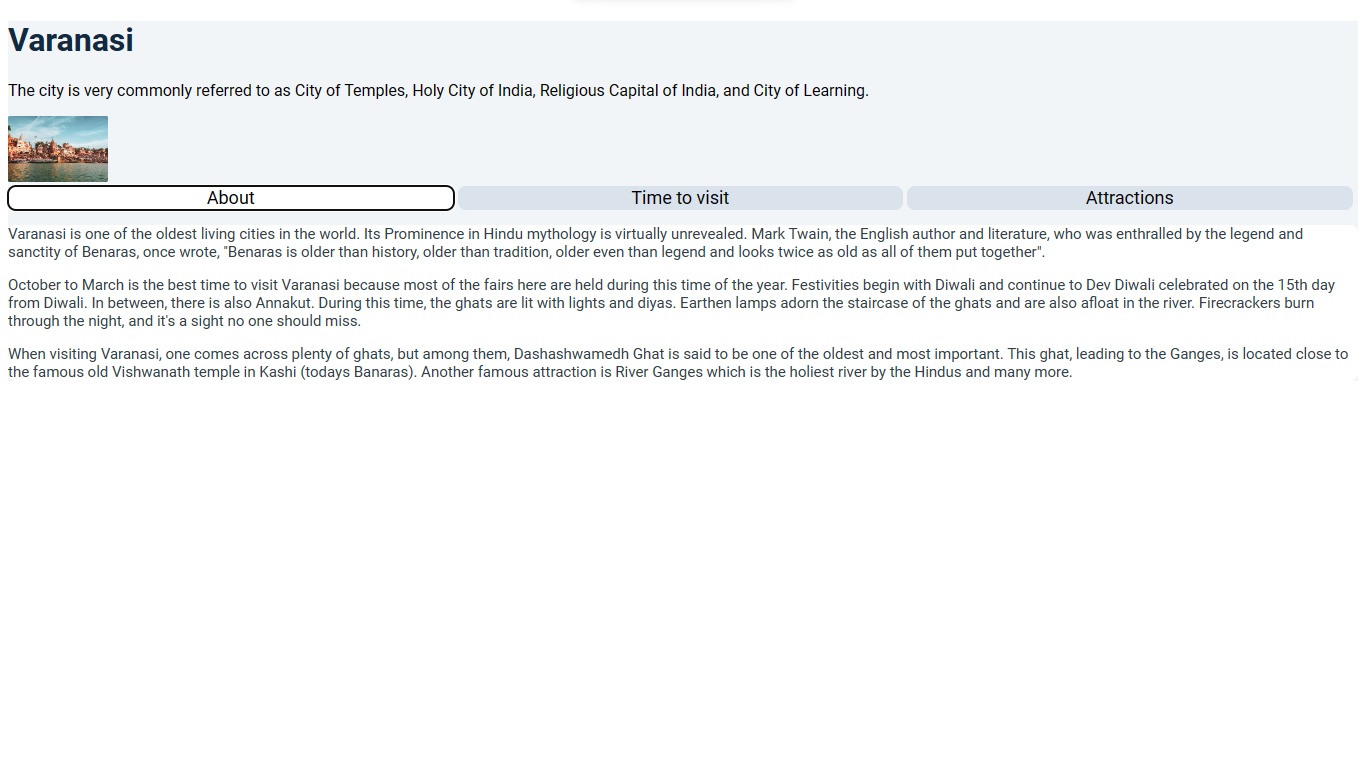 Varanasi
The city is very commonly referred to as City of Temples, Holy City of India, Religious Capital of India, and City of Learning.
About
Time to visit
Attractions
Varanasi is one of the oldest living cities in the world. Its Prominence in Hindu mythology is virtually unrevealed. Mark Twain, the English author and literature, who was enthralled by the legend and
sanctity of Benaras, once wrote, "Benaras is older than history, older than tradition, older even than legend and looks twice as old as all of them put together".
October to March is the best time to visit Varanasi because most of the fairs here are held during this time of the year. Festivities begin with Diwali and continue to Dev Diwali celebrated on the 15th day
from Diwali. In between, there is also Annakut. During this time, the ghats are lit with lights and diyas. Earthen lamps adorn the staircase of the ghats and are also afloat in the river. Firecrackers burn
through the night, and it's a sight no one should miss.
When visiting Varanasi, one comes across plenty of ghats, but among them, Dashashwamedh Ghat is said to be one of the oldest and most important. This ghat, leading to the Ganges, is located close to
the famous old Vishwanath temple in Kashi (todays Banaras). Another famous attraction is River Ganges which is the holiest river by the Hindus and many more.